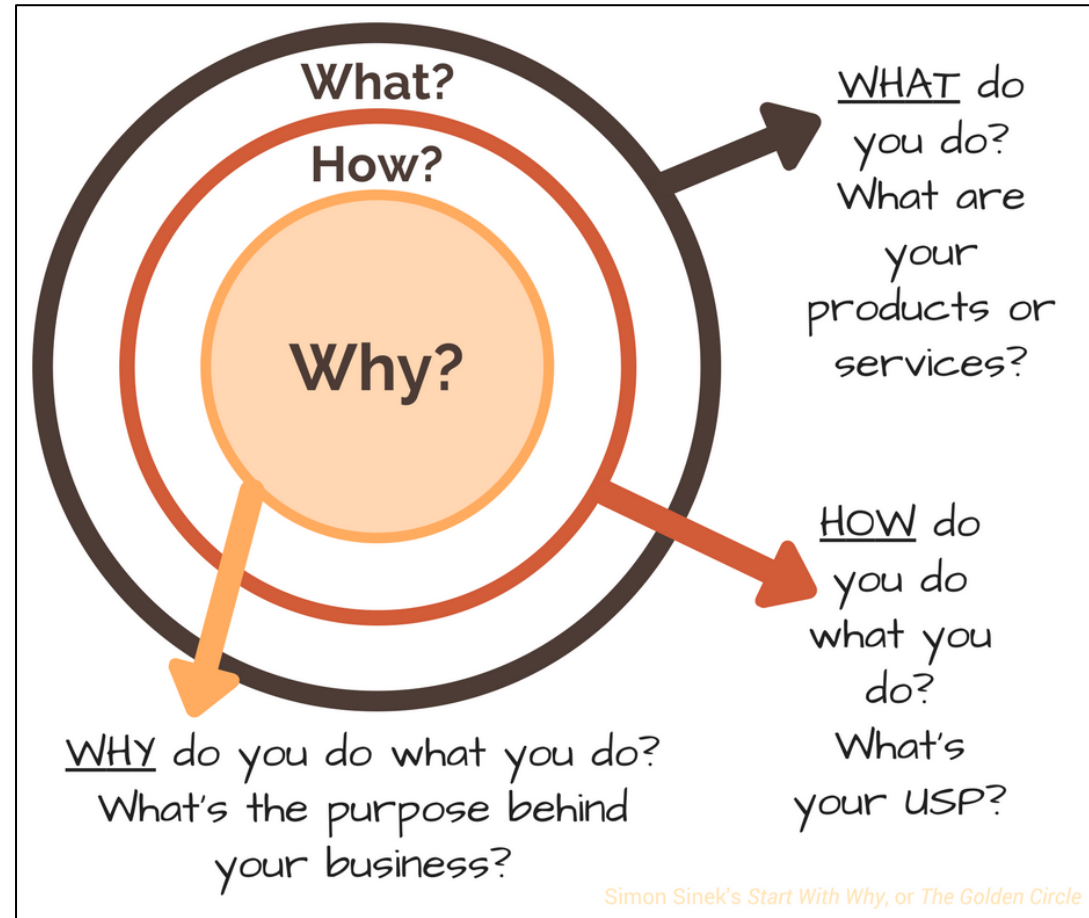 What?
How?
Why?
WHAT do
you do?
What are
your
products or
services?
HOW do
you do
what you
do?
What's
your USP?
WHY do you do what you do?
What's the purpose behind
your business?
Simon Sinek's Start With Why, or The Golden Circle